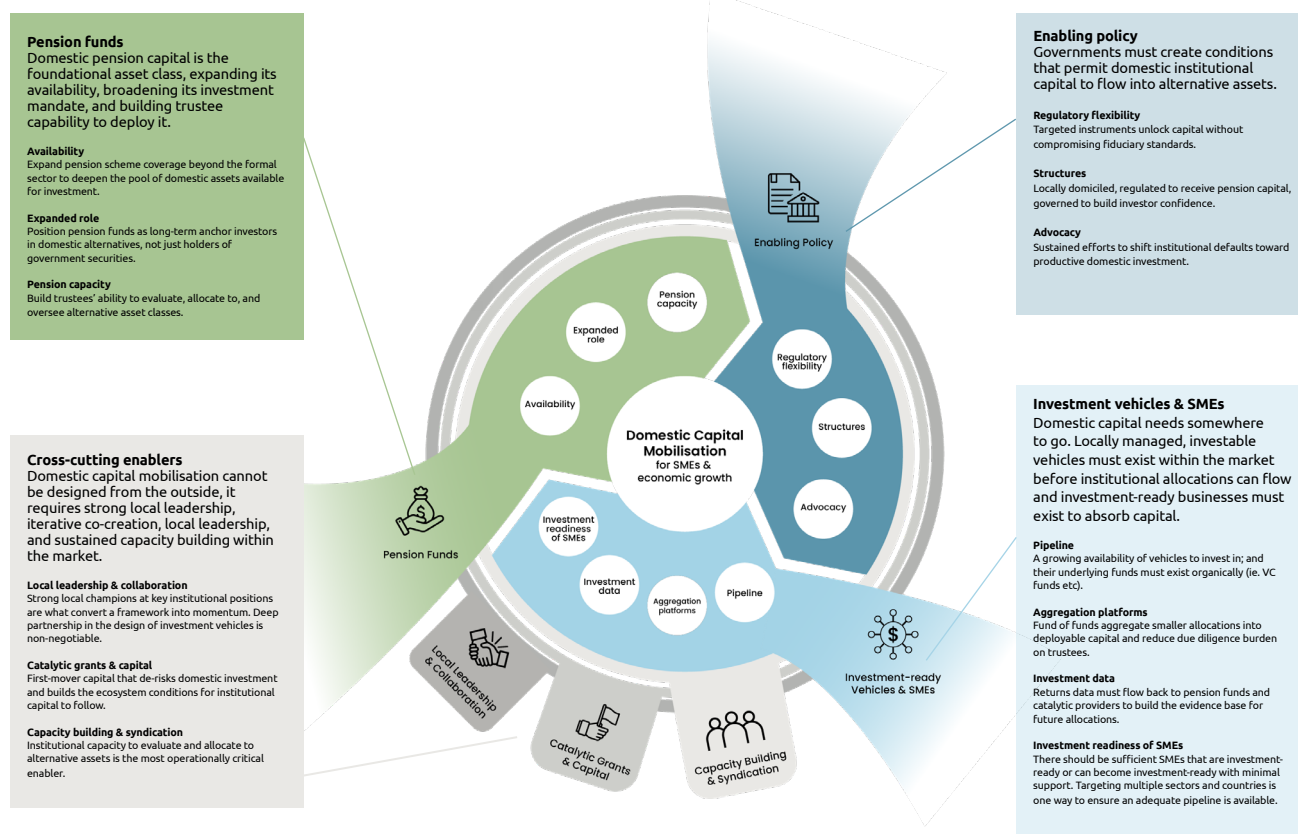 Pension funds
Domestic pension capital is the
foundational asset class, expanding its
availability, broadening its investment
mandate, and building trustee
capability to deploy it.
Availability
Expand pension scheme coverage beyond the formal
sector to deepen the pool of domestic assets available
for investment.
Expanded role
Position pension funds as long-term anchor investors
in domestic alternatives, not just holders of
government securities.
Pension capacity
Build trustees’ ability to evaluate, allocate to, and
oversee alternative asset classes.
Cross-cutting enablers
Domestic capital mobilisation cannot
be designed from the outside, it
requires strong local leadership,
iterative co-creation, local leadership,
and sustained capacity building within
the market.
Local leadership & collaboration
Strong local champions at key institutional positions
are what convert a framework into momentum. Deep
partnership in the design of investment vehicles is
non-negotiable.
Catalytic grants & capital
First-mover capital that de-risks domestic investment
and builds the ecosystem conditions for institutional
capital to follow.
Capacity building & syndication
Institutional capacity to evaluate and allocate to
alternative assets is the most operationally critical
enabler.
Enabling Policy
Pension
capacity
Expanded
role
Availability
Regulatory
flexibility
Structures
Advocacy
Domestic Capital
Mobilisation
for SMEs &
economic growth
Investment
readiness
of SMEs
Investment
data
Aggregation
platforms
Pipeline
$
Pension Funds
$
Investment-ready
Vehicles & SMEs
Local Leadership
& Collaboration
Catalytic Grants
& Capital
Capacity Building
& Syndication
Enabling policy
Governments must create conditions
that permit domestic institutional
capital to flow into alternative assets.
Regulatory flexibility
Targeted instruments unlock capital without
compromising fiduciary standards.
Structures
Locally domiciled, regulated to receive pension capital,
governed to build investor confidence.
Advocacy
Sustained efforts to shift institutional defaults toward
productive domestic investment.
Investment vehicles & SMEs
Domestic capital needs somewhere
to go. Locally managed, investable
vehicles must exist within the market
before institutional allocations can flow
and investment-ready businesses must
exist to absorb capital.
Pipeline
A growing availability of vehicles to invest in; and
their underlying funds must exist organically (ie. VC
funds etc).
Aggregation platforms
Fund of funds aggregate smaller allocations into
deployable capital and reduce due diligence burden
on trustees.
Investment data
Returns data must flow back to pension funds and
catalytic providers to build the evidence base for
future allocations.
Investment readiness of SMEs
There should be sufficient SMEs that are investment-
ready or can become investment-ready with minimal
support. Targeting multiple sectors and countries is
one way to ensure an adequate pipeline is available.